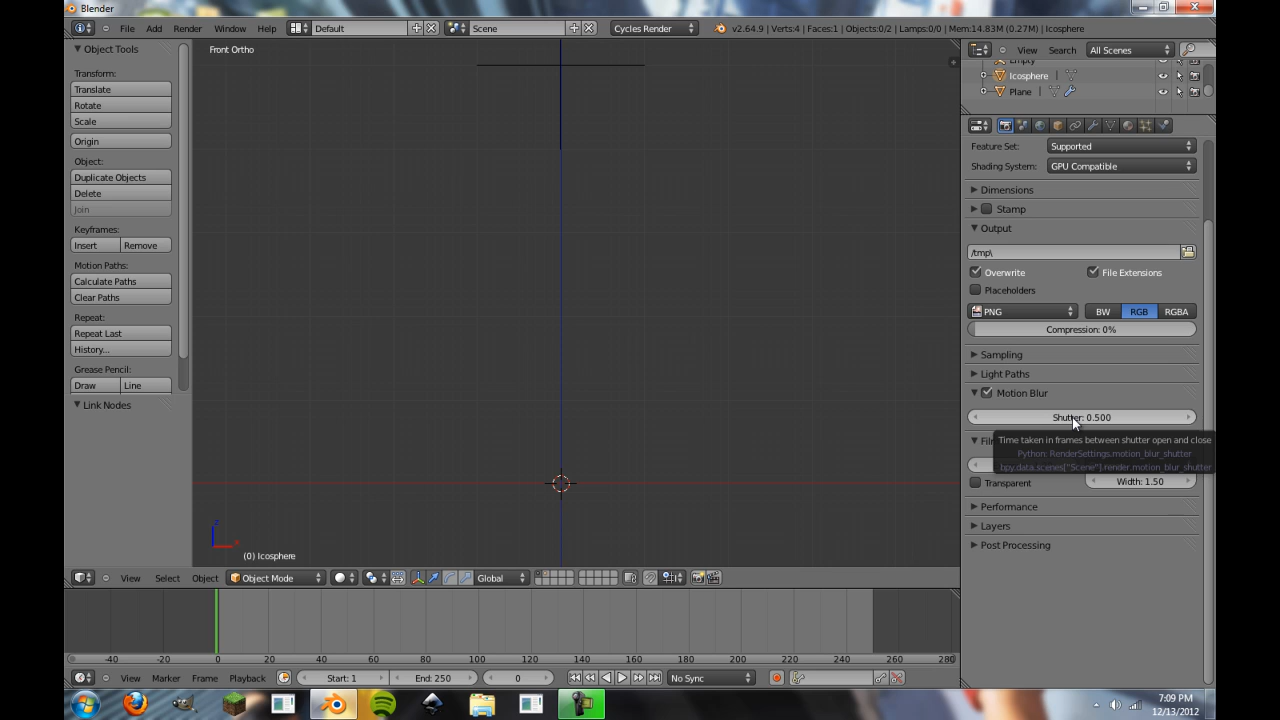 Blender
File Add Render Window Help Default Scene Cycles Render v2.64.9 | Verts:4 | Faces:1 | Objects:0/2 | Lamps:0/0 | Mem:14.83M (0.27M) | Icosphere
Object Tools
Transform:
Translate
Rotate
Scale
Origin
Object:
Duplicate Objects
Delete
Join
Keyframes:
Insert Remove
Motion Paths:
Calculate Paths
Clear Paths
Repeat:
Repeat Last
History...
Grease Pencil:
Draw Line
Link Nodes
Front Ortho
z
x
(0) Icosphere
View Select Object Object Mode Global
View Search All Scenes
Empty
Icosphere
Plane
Feature Set: Supported
Shading System: GPU Compatible
Dimensions
Stamp
Output
/tmp\
Overwrite File Extensions
Placeholders
PNG BW RGB RGBA
Compression: 0%
Sampling
Light Paths
Motion Blur
Shutter: 0.500
Time taken in frames between shutter open and close
Python: RenderSettings.motion_blur_shutter
bpy.data.scenes["Scene"].render.motion_blur_shutter
Transparent Width: 1.50
Performance
Layers
Post Processing
-40 -20 0 20 40 60 80 100 120 140 160 180 200 220 240 260 280
View Marker Frame Playback Start: 1 End: 250 0 No Sync
7:09 PM
12/13/2012